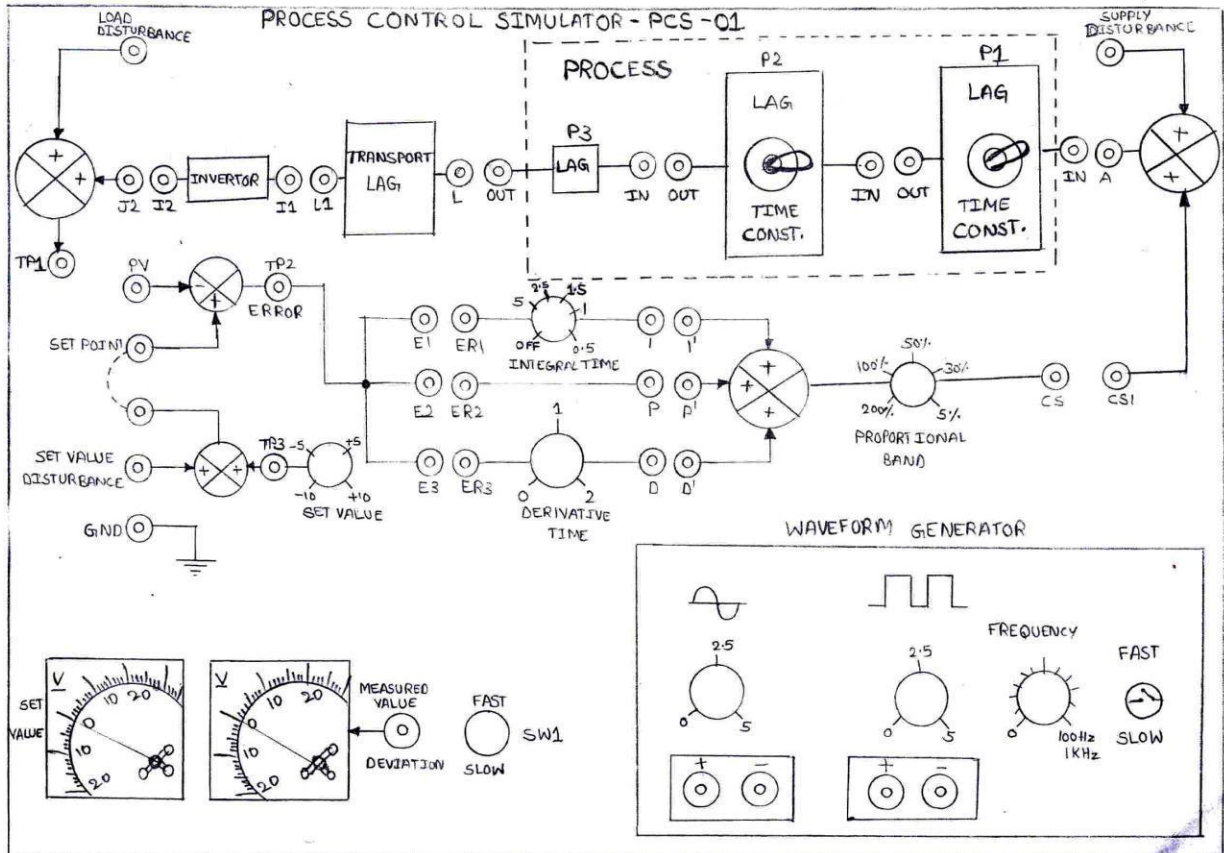 PROCESS CONTROL SIMULATOR - PCS-01
LOAD
DISTURBANCE
SUPPLY
DISTURBANCE
PROCESS
P2
LAG
TIME
CONST.
P1
LAG
TIME
CONST.
P3
LAG
TRANSPORT
LAG
INVERTOR
+
+
J2
I2
I1
L1
L
OUT
IN
OUT
IN
OUT
IN
A
+
+
TP1
PV
-
+
TP2
ERROR
SET POINT
SET VALUE
DISTURBANCE
+
+
TP3
-5
+5
-10
+10
SET VALUE
GND
E1
ER1
5
2.5
1.5
1
OFF
0.5
INTEGRAL TIME
I
I'
E2
ER2
P
P'
E3
ER3
1
0
2
DERIVATIVE
TIME
D
D'
+
+
+
50%
100%
30%
200%
5%
PROPORTIONAL
BAND
CS
CS1
WAVEFORM GENERATOR
2.5
0
5
2.5
0
5
FREQUENCY
0
100Hz
1KHz
FAST
SLOW
+ -
+ -
SET
VALUE
V
20
10
0
10
20
V
20
10
0
10
20
MEASURED
VALUE
DEVIATION
FAST
SW1
SLOW